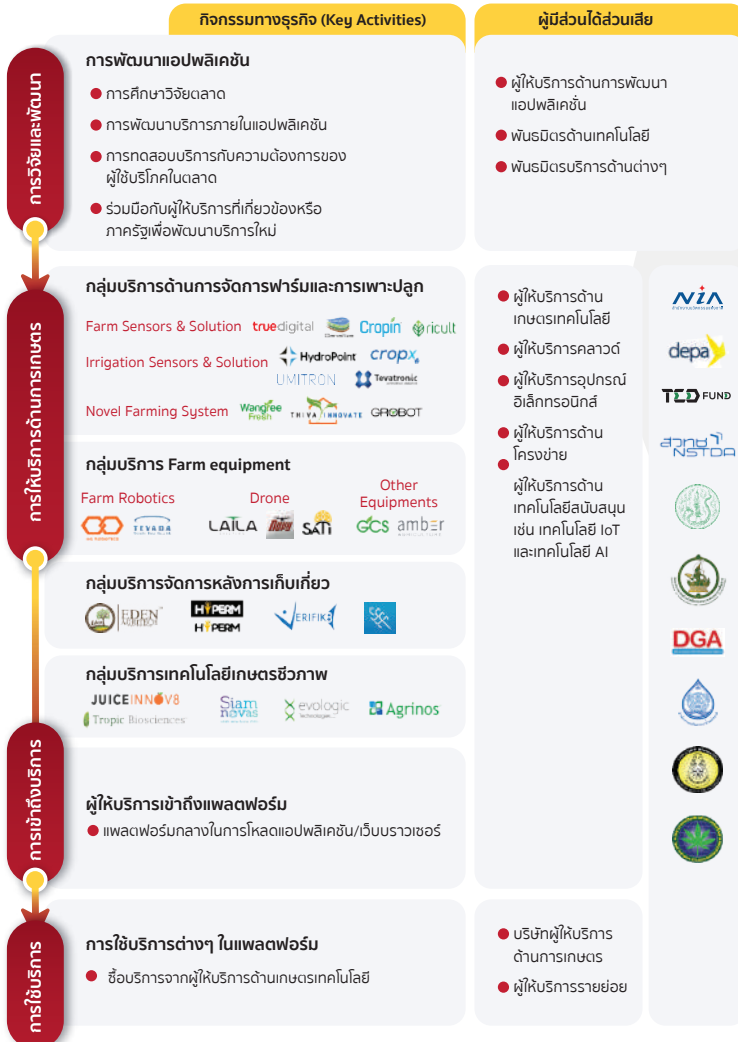 กิจกรรมทางธุรกิจ (Key Activities)
ผู้มีส่วนได้ส่วนเสีย
การวิจัยและพัฒนา
การพัฒนาแอปพลิเคชัน
การศึกษาวิจัยตลาด
การพัฒนาบริการภายในแอปพลิเคชัน
การทดสอบบริการกับความต้องการของ
ผู้ใช้บริโภคในตลาด
ร่วมมือกับผู้ให้บริการที่เกี่ยวข้องหรือ
ภาครัฐเพื่อพัฒนาบริการใหม่
ผู้ให้บริการด้านการพัฒนา
แอปพลิเคชั่น
พันธมิตรด้านเทคโนโลยี
พันธมิตรบริการด้านต่างๆ
การให้บริการด้านการเกษตร
กลุ่มบริการด้านการจัดการฟาร์มและการเพาะปลูก
Farm Sensors & Solution truedigital Cropin ricult
Irrigation Sensors & Solution HydroPoint cropx
UMITRON Tevatronic
Novel Farming System Wangree Fresh THIVA INNOVATE GROBOT
กลุ่มบริการ Farm equipment
Farm Robotics
Drone
Other
Equipments
TEVADA
LAILA
SATI
GCS amber
กลุ่มบริการจัดการหลังการเก็บเกี่ยว
EDEN
HYPERM
HYPERM
VERIFIK8
กลุ่มบริการเทคโนโลยีเกษตรชีวภาพ
JUICEINNOV8
Tropic Biosciences
Siam
novas
evologic
Technologies
Agrinos
ผู้ให้บริการด้าน
เกษตรเทคโนโลยี
ผู้ให้บริการคลาวด์
ผู้ให้บริการอุปกรณ์
อิเล็กทรอนิกส์
ผู้ให้บริการด้าน
โครงข่าย
ผู้ให้บริการด้าน
เทคโนโลยีสนับสนุน
เช่น เทคโนโลยี IoT
และเทคโนโลยี AI
NIA
depa
TED FUND
สวทช
NSTDA
DGA
การเข้าถึงบริการ
ผู้ให้บริการเข้าถึงแพลตฟอร์ม
แพลตฟอร์มกลางในการโหลดแอปพลิเคชัน/เว็บบราวเซอร์
การใช้บริการ
การใช้บริการต่างๆ ในแพลตฟอร์ม
ซื้อบริการจากผู้ให้บริการด้านเกษตรเทคโนโลยี
บริษัทผู้ให้บริการ
ด้านการเกษตร
ผู้ให้บริการรายย่อย